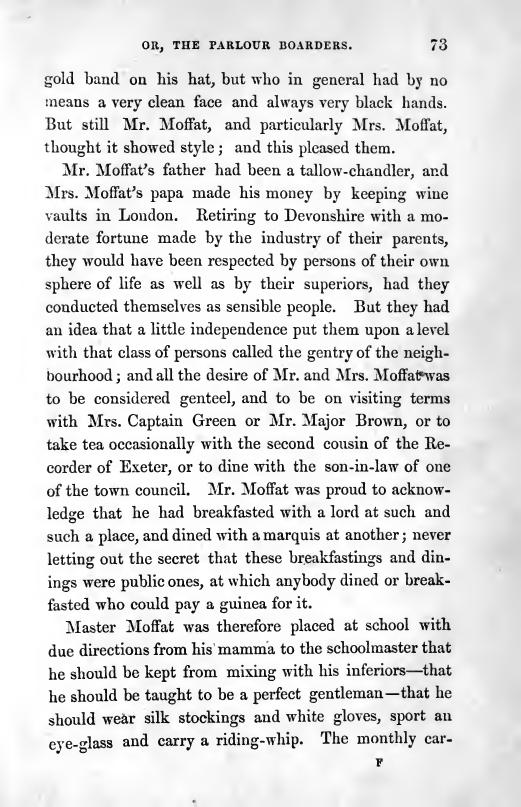 OR, THE PARLOUR BOARDERS. 73
gold band on his hat, but who in general had by no
means a very clean face and always very black hands.
But still Mr. Moffat, and particularly Mrs. Moffat,
thought it showed style; and this pleased them.
Mr. Moffat's father had been a tallow-chandler, and
Mrs. Moffat's papa made his money by keeping wine
vaults in London. Retiring to Devonshire with a mo-
derate fortune made by the industry of their parents,
they would have been respected by persons of their own
sphere of life as well as by their superiors, had they
conducted themselves as sensible people. But they had
an idea that a little independence put them upon a level
with that class of persons called the gentry of the neigh-
bourhood; and all the desire of Mr. and Mrs. Moffat was
to be considered genteel, and to be on visiting terms
with Mrs. Captain Green or Mr. Major Brown, or to
take tea occasionally with the second cousin of the Re-
corder of Exeter, or to dine with the son-in-law of one
of the town council. Mr. Moffat was proud to acknow-
ledge that he had breakfasted with a lord at such and
such a place, and dined with a marquis at another; never
letting out the secret that these breakfastings and din-
ings were public ones, at which anybody dined or break-
fasted who could pay a guinea for it.
Master Moffat was therefore placed at school with
due directions from his mamma to the schoolmaster that
he should be kept from mixing with his inferiors—that
he should be taught to be a perfect gentleman—that he
should wear silk stockings and white gloves, sport an
eye-glass and carry a riding-whip. The monthly car-
F